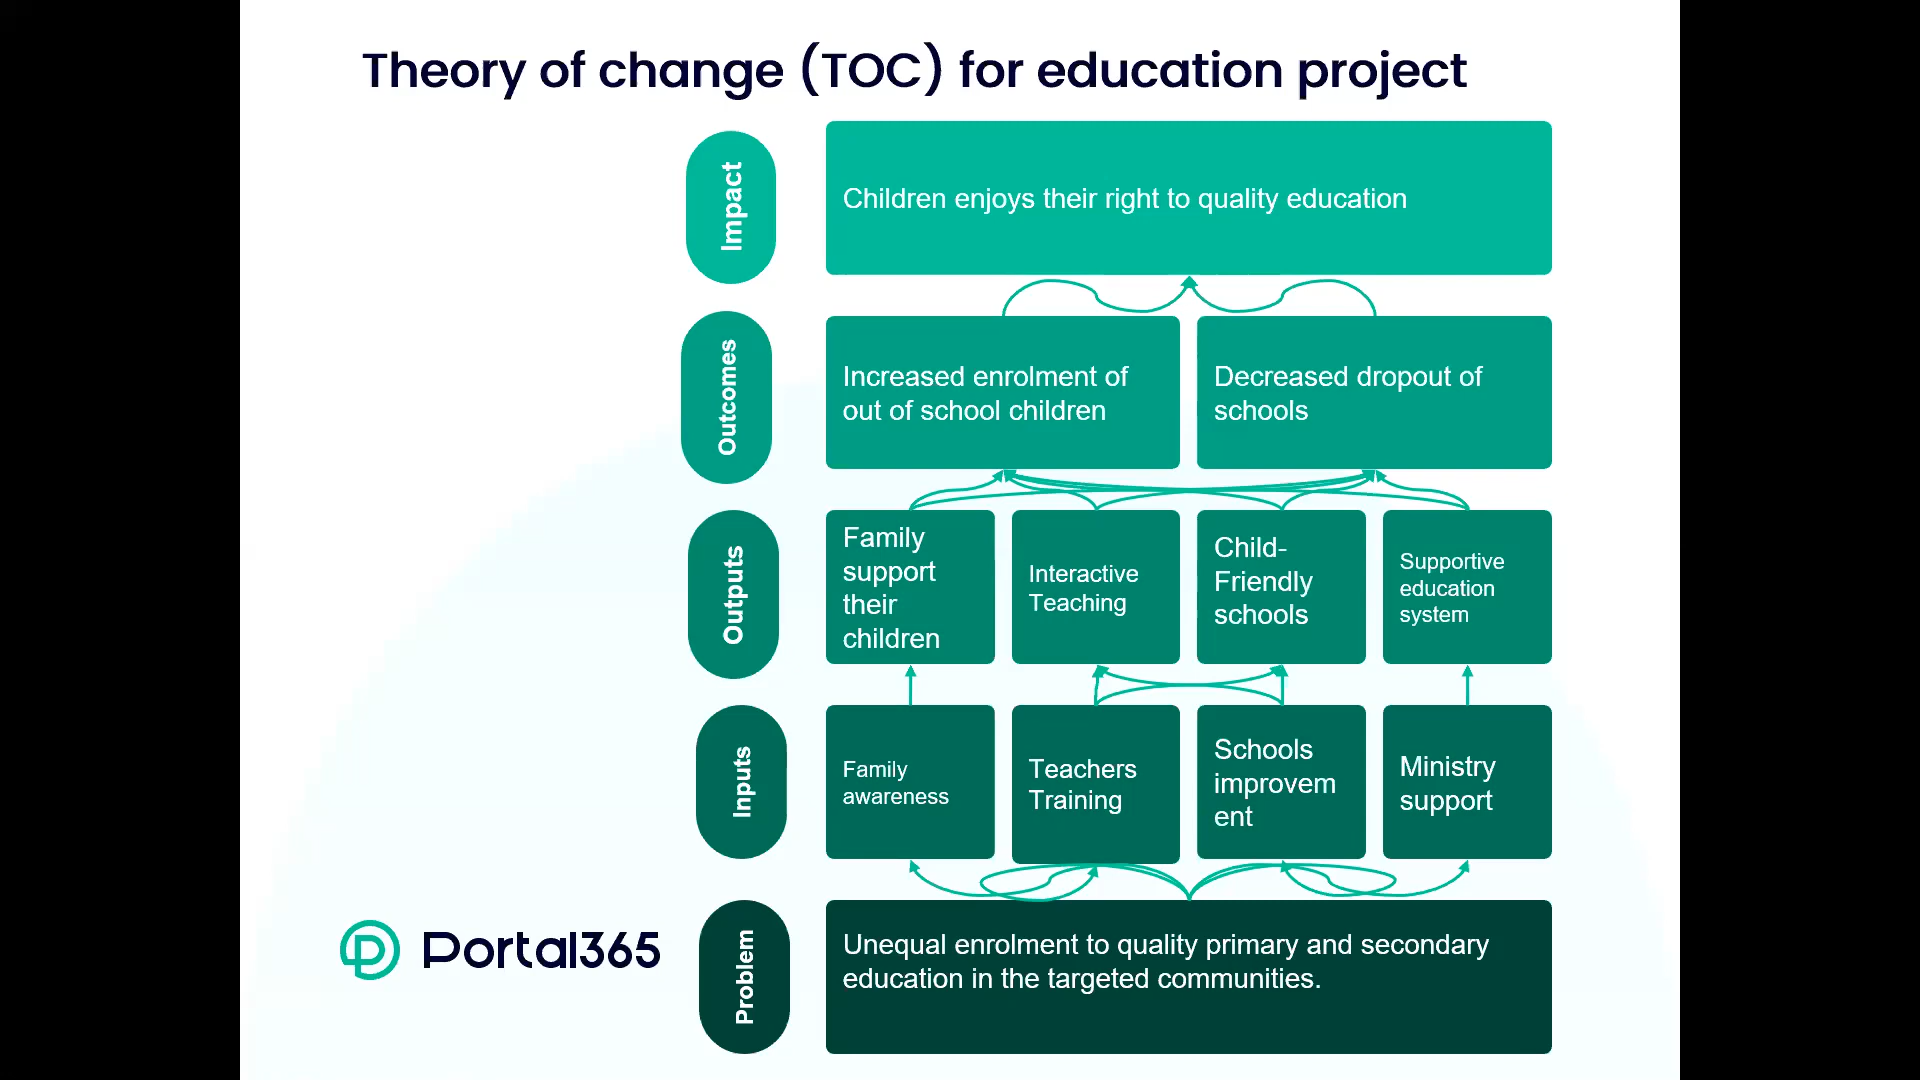 Theory of change (TOC) for education project
Impact
Children enjoys their right to quality education
Outcomes
Increased enrolment of
out of school children
Decreased dropout of
schools
Outputs
Family
support
their
children
Interactive
Teaching
Child-
Friendly
schools
Supportive
education
system
Inputs
Family
awareness
Teachers
Training
Schools
improvem
ent
Ministry
support
Portal365
Problem
Unequal enrolment to quality primary and secondary
education in the targeted communities.